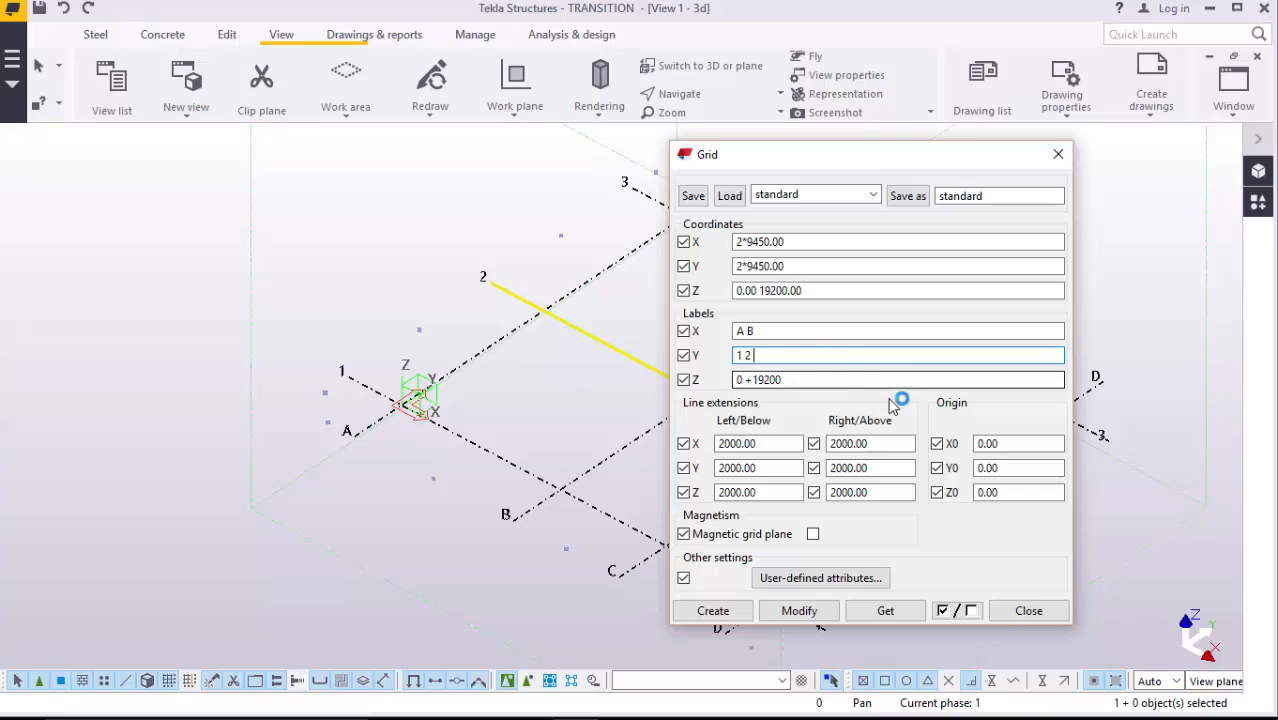 Tekla Structures - TRANSITION - [View 1 - 3d]
? Log in
Steel Concrete Edit View Drawings & reports Manage Analysis & design
Quick Launch
View list
New view
Clip plane
Work area
Redraw
Work plane
Rendering
Switch to 3D or plane
Navigate
Zoom
Fly
View properties
Representation
Screenshot
Drawing list
Drawing
properties
Create
drawings
Window
3
2
1
Z
Y
X
A
B
C
D
3
Grid
Save Load standard Save as standard
Coordinates
X 2*9450.00
Y 2*9450.00
Z 0.00 19200.00
Labels
X A B
Y 1 2
Z 0 +19200
Line extensions
Left/Below Right/Above
Origin
X 2000.00 2000.00 X0 0.00
Y 2000.00 2000.00 Y0 0.00
Z 2000.00 2000.00 Z0 0.00
Magnetism
Magnetic grid plane
Other settings
User-defined attributes...
Create Modify Get / Close
D
Z
Y
X
Auto View plane
0 Pan Current phase: 1 1 + 0 object(s) selected